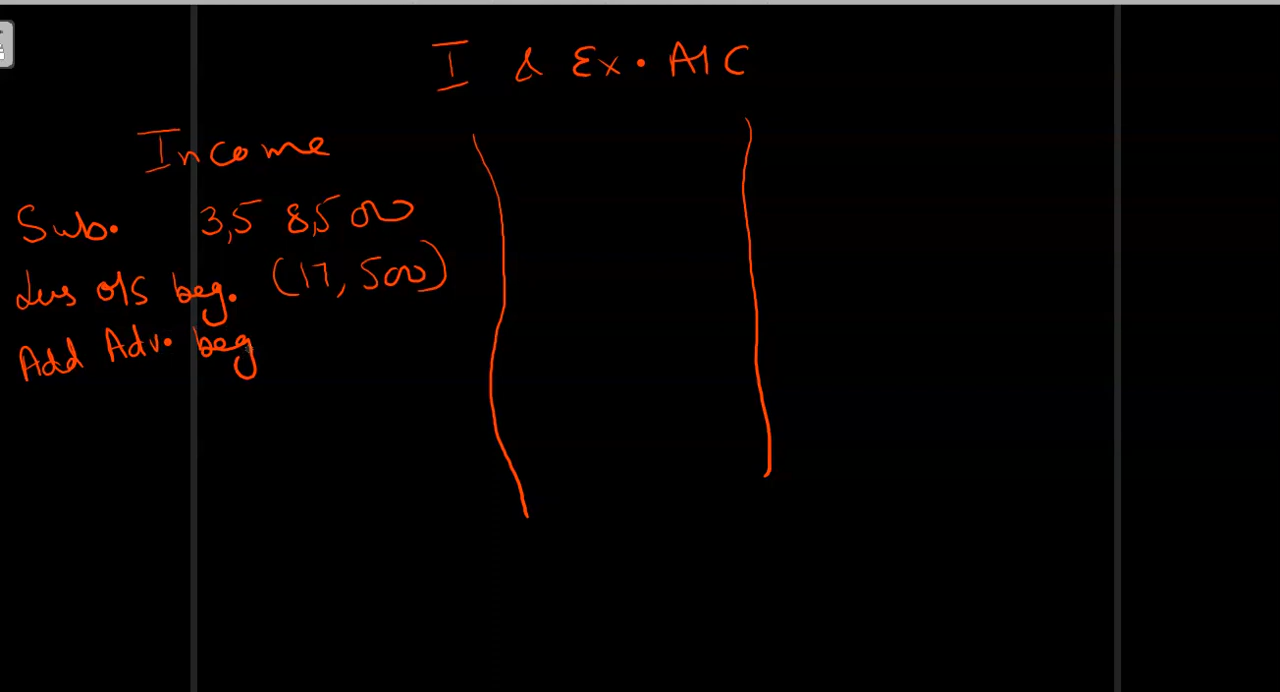 I & Ex. A/C
Income
Sub. 3,58,500
Less O/S beg. (17,500)
Add Adv. beg